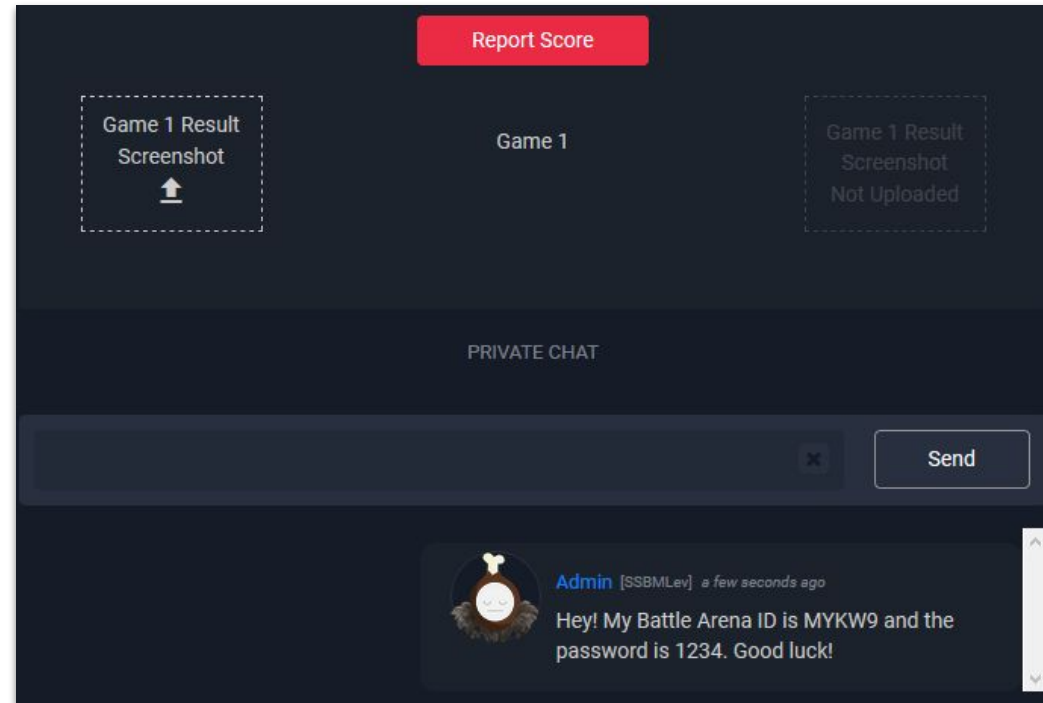 Report Score
Game 1 Result
Screenshot
Game 1
Game 1 Result
Screenshot
Not Uploaded
PRIVATE CHAT
Send
Admin [SSBMLev] a few seconds ago
Hey! My Battle Arena ID is MYKW9 and the
password is 1234. Good luck!